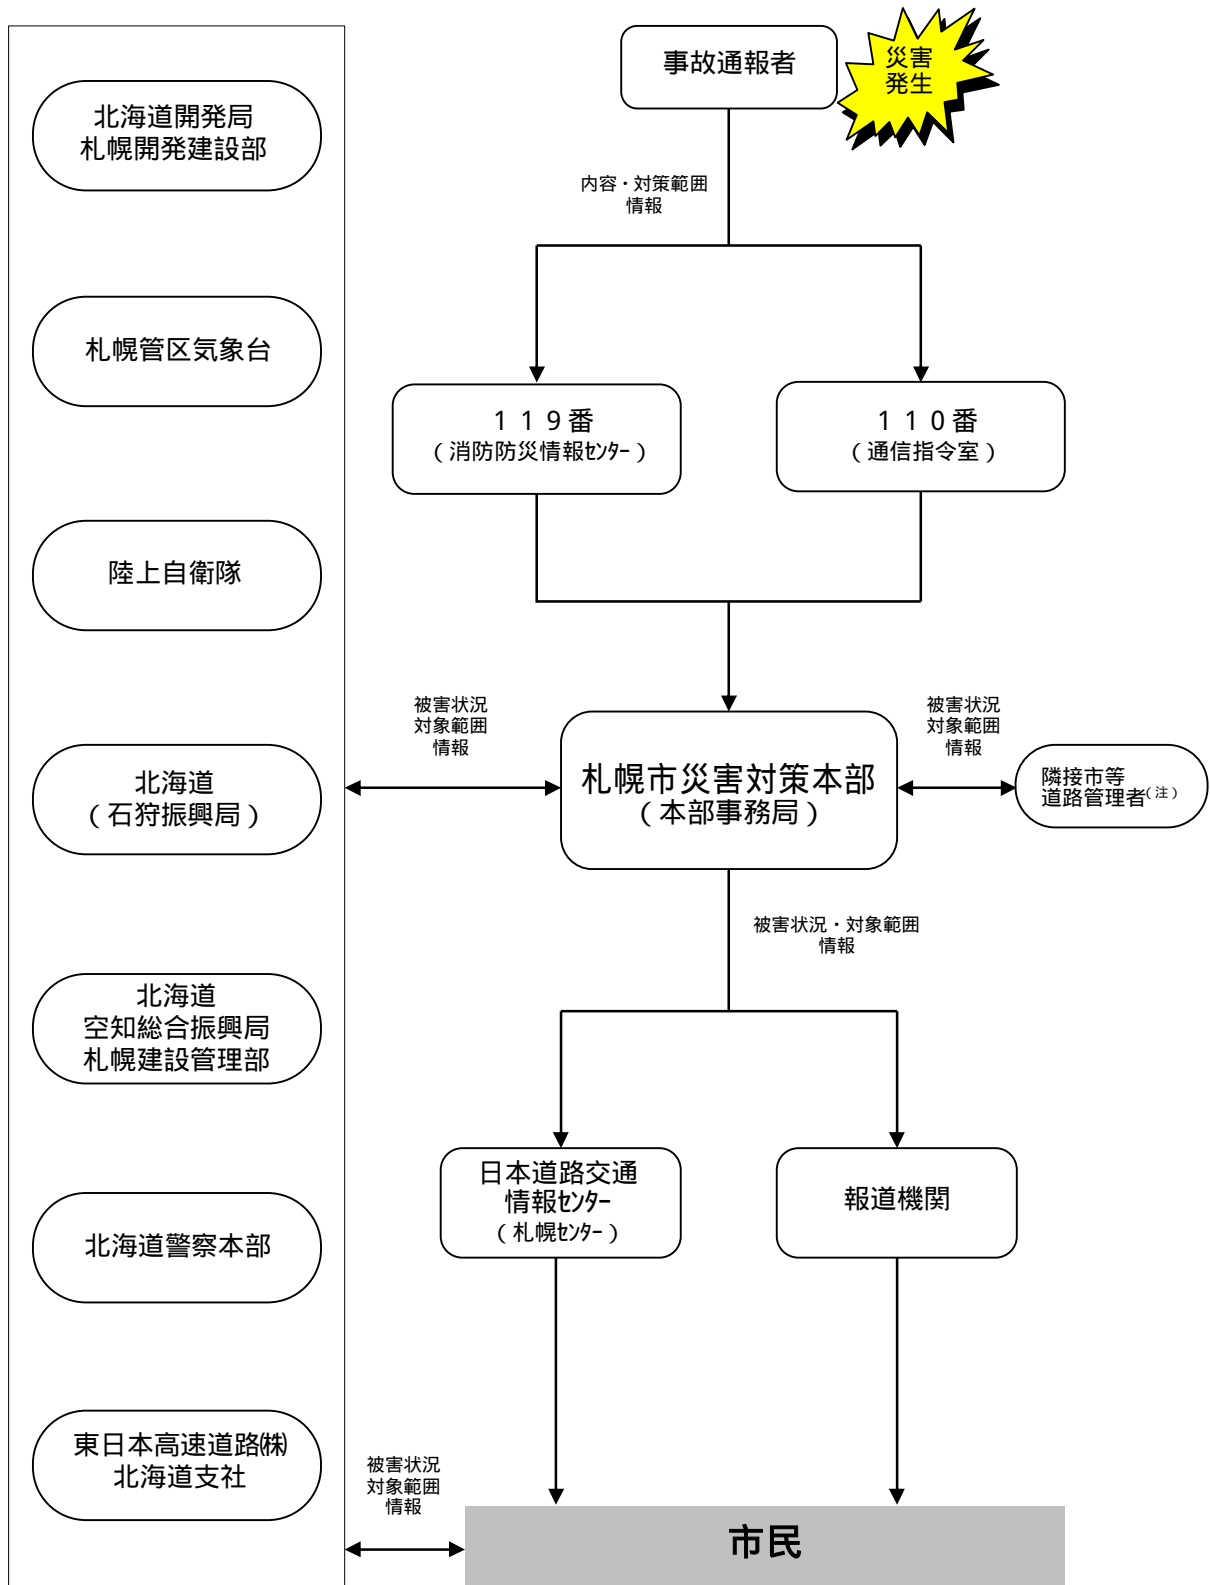 事故通報者
災害
発生
北海道開発局
札幌開発建設部
内容・対策範囲
情報
札幌管区気象台
119番
(消防防災情報ｾﾝﾀｰ)
110番
(通信指令室)
陸上自衛隊
被害状況
対象範囲
情報
被害状況
対象範囲
情報
北海道
(石狩振興局)
札幌市災害対策本部
(本部事務局)
隣接市等
道路管理者(注)
被害状況・対象範囲
情報
北海道
空知総合振興局
札幌建設管理部
日本道路交通
情報ｾﾝﾀｰ
(札幌ｾﾝﾀｰ)
報道機関
北海道警察本部
東日本高速道路㈱
北海道支社
被害状況
対象範囲
情報
市民